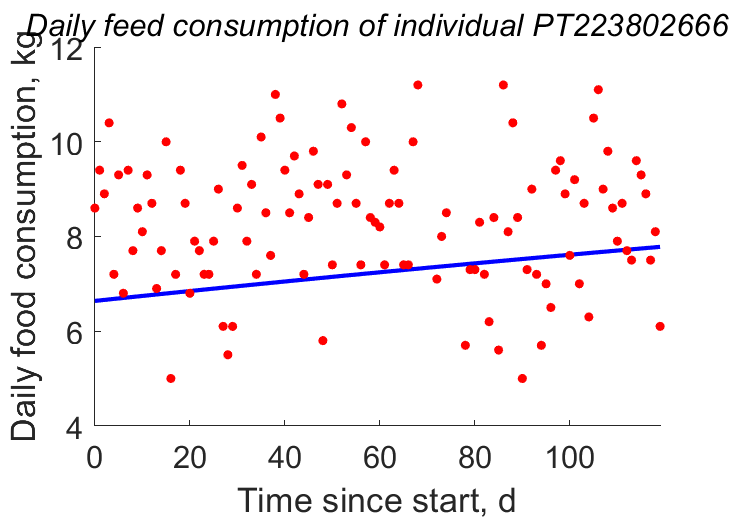 Daily feed consumption of individual PT223802666
Daily food consumption, kg
12
10
8
6
4
0 20 40 60 80 100
Time since start, d